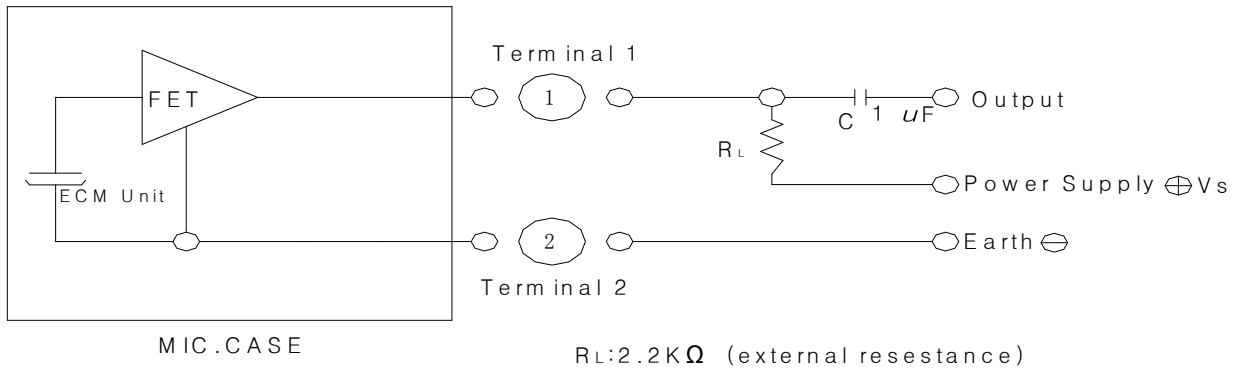 Terminal 1
FET
1
Output
C 1 uF
RL
ECM Unit
Power Supply ⊕Vs
2
Earth⊖
Terminal 2
MIC.CASE
RL:2.2KΩ (external resestance)